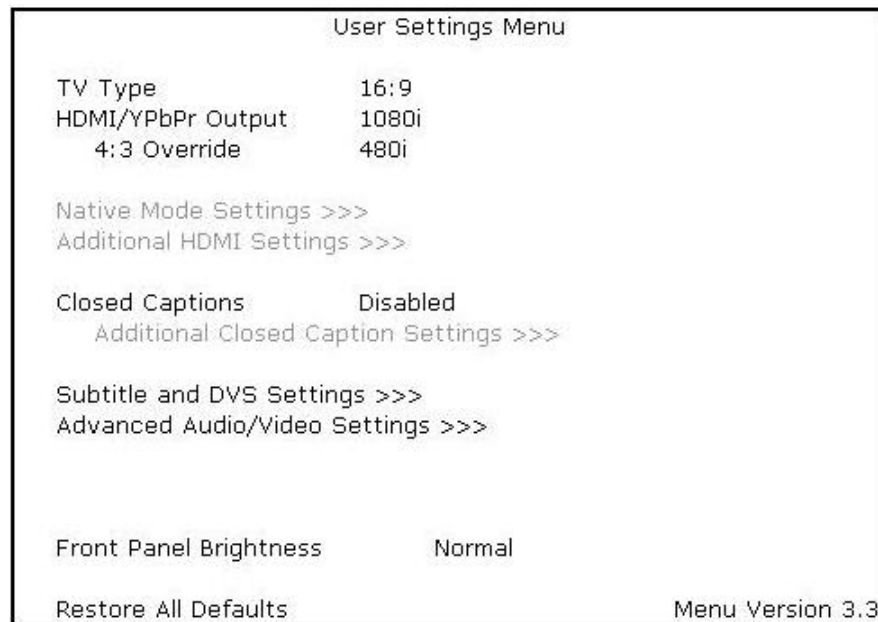 User Settings Menu
TV Type 16:9
HDMI/YPbPr Output 1080i
4:3 Override 480i
Native Mode Settings >>>
Additional HDMI Settings >>>
Closed Captions Disabled
Additional Closed Caption Settings >>>
Subtitle and DVS Settings >>>
Advanced Audio/Video Settings >>>
Front Panel Brightness Normal
Restore All Defaults Menu Version 3.3